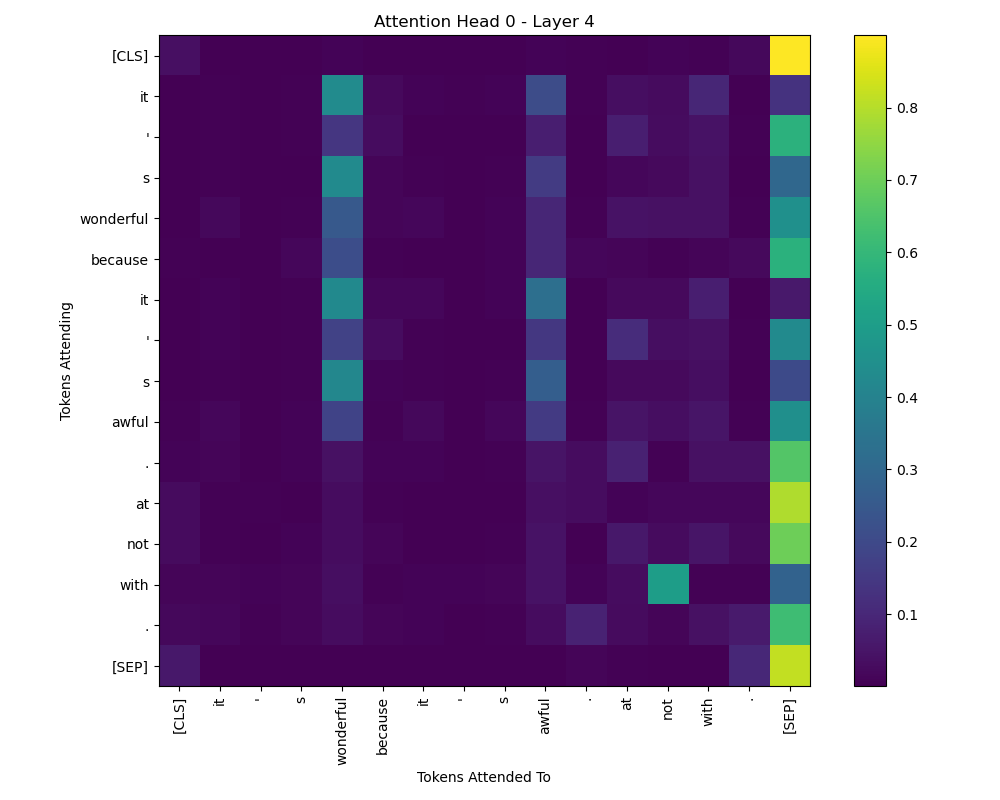 Attention Head 0 - Layer 4
[CLS]
it
'
s
wonderful
because
it
'
s
awful
.
at
not
with
.
[SEP]
Tokens Attending
[CLS]
it
'
s
wonderful
because
it
'
s
awful
.
at
not
with
.
[SEP]
Tokens Attended To
0.8
0.7
0.6
0.5
0.4
0.3
0.2
0.1